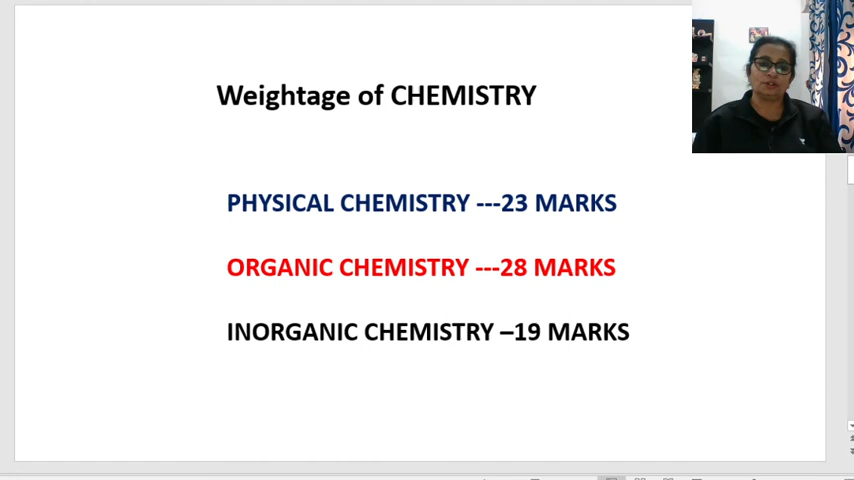 Weightage of CHEMISTRY
PHYSICAL CHEMISTRY ---23 MARKS
ORGANIC CHEMISTRY ---28 MARKS
INORGANIC CHEMISTRY –19 MARKS